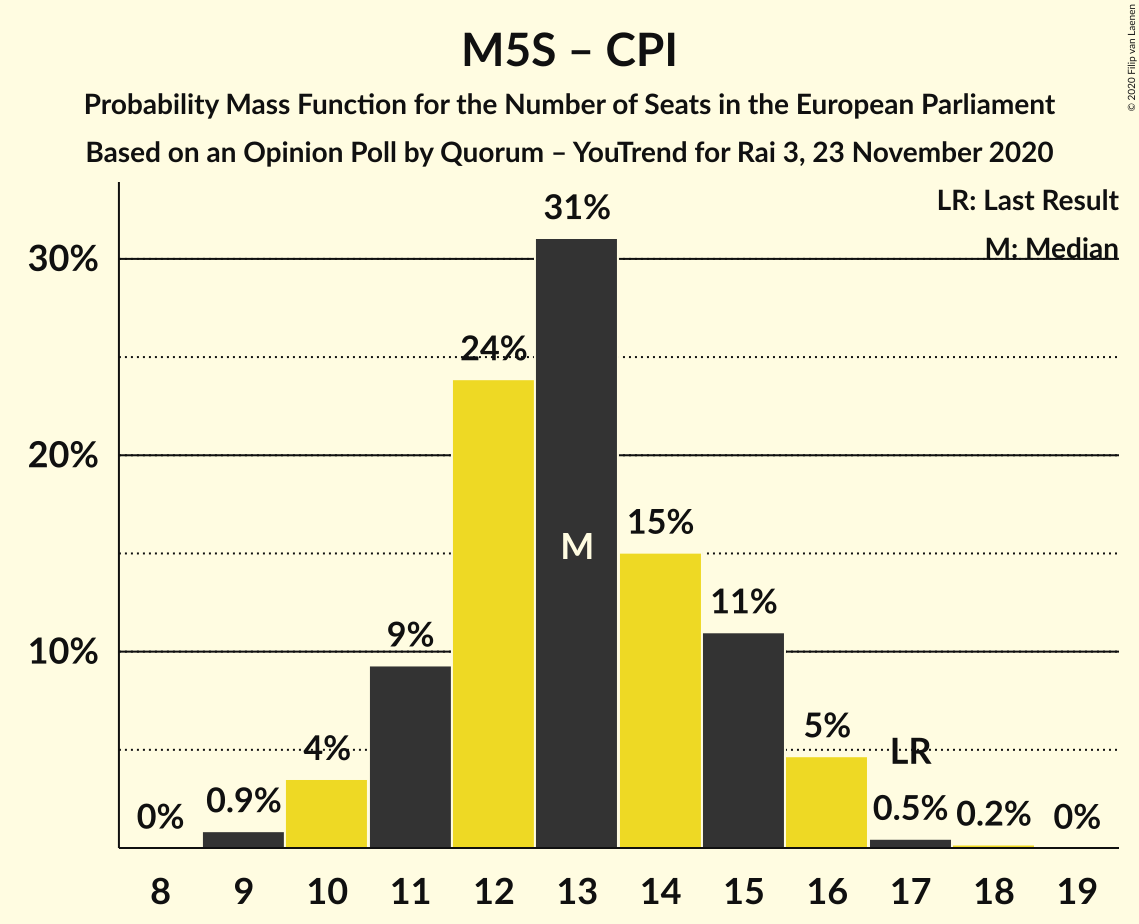 M5S – CPI
Probability Mass Function for the Number of Seats in the European Parliament
Based on an Opinion Poll by Quorum – YouTrend for Rai 3, 23 November 2020
© 2020 Filip van Laenen
LR: Last Result
M: Median
30%
20%
10%
0%
0.9%
4%
9%
24%
31%
M
15%
11%
5%
LR
0.5%
0.2%
0%
8 9 10 11 12 13 14 15 16 17 18 19